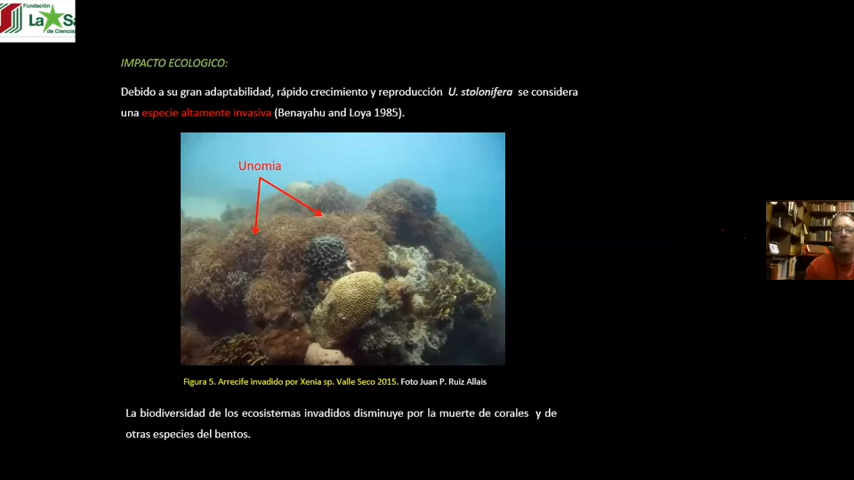 Fundación
La Sa
de Ciencia
IMPACTO ECOLOGICO:
Debido a su gran adaptabilidad, rápido crecimiento y reproducción U. stolonifera se considera
una especie altamente invasiva (Benayahu and Loya 1985).
Unomia
Figura 5. Arrecife invadido por Xenia sp. Valle Seco 2015. Foto Juan P. Ruiz Allais
La biodiversidad de los ecosistemas invadidos disminuye por la muerte de corales y de
otras especies del bentos.